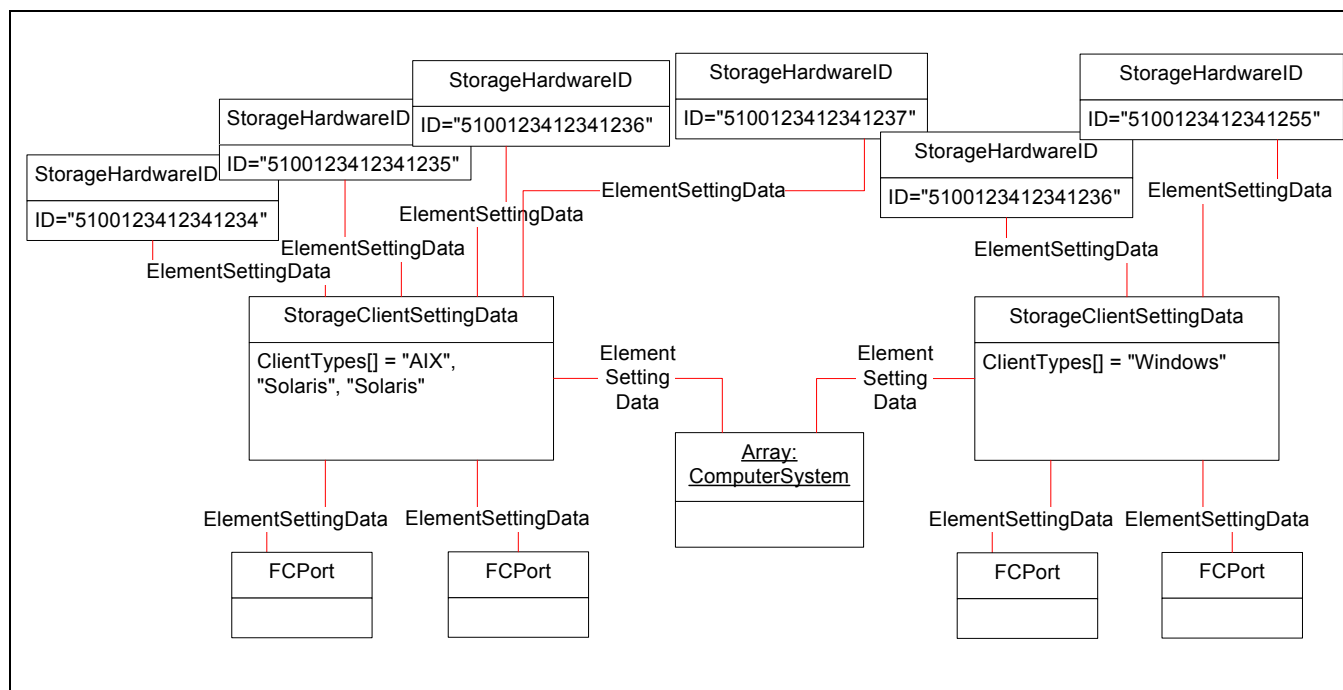 StorageHardwareID
ID="5100123412341234"
ElementSettingData
StorageHardwareID
ID="5100123412341235"
ElementSettingData
StorageHardwareID
ID="5100123412341236"
ElementSettingData
StorageHardwareID
ID="5100123412341237"
ElementSettingData
StorageHardwareID
ID="5100123412341236"
ElementSettingData
StorageHardwareID
ID="5100123412341255"
ElementSettingData
StorageClientSettingData
ClientTypes[] = "AIX",
"Solaris", "Solaris"
Element
Setting
Data
Array:
ComputerSystem
Element
Setting
Data
StorageClientSettingData
ClientTypes[] = "Windows"
ElementSettingData
ElementSettingData
ElementSettingData
ElementSettingData
FCPort
FCPort
FCPort
FCPort